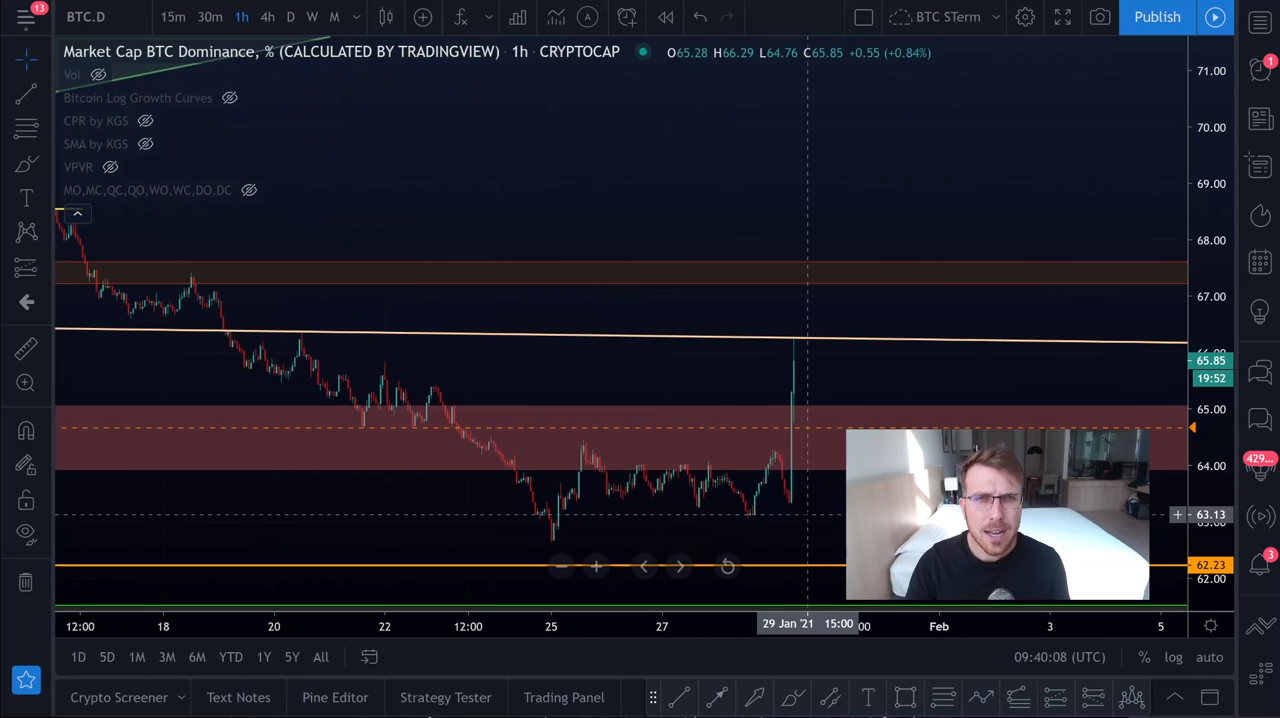 13
BTC.D 15m 30m 1h 4h D W M BTC STerm Publish
Market Cap BTC Dominance, % (CALCULATED BY TRADINGVIEW) · 1h · CRYPTOCAP O65.28 H66.29 L64.76 C65.85 +0.55 (+0.84%)
Vol
Bitcoin Log Growth Curves
CPR by KGS
SMA by KGS
VPVR
MO,MC,QC,QO,WO,WC,DO,DC
71.00
70.00
69.00
68.00
67.00
65.85
19:52
65.00
64.00
63.13
62.23
62.00
1
429...
3
12:00 18 20 22 12:00 25 27 29 Jan '21 15:00 :00 Feb 3 5
1D 5D 1M 3M 6M YTD 1Y 5Y All 09:40:08 (UTC) % log auto
Crypto Screener Text Notes Pine Editor Strategy Tester Trading Panel